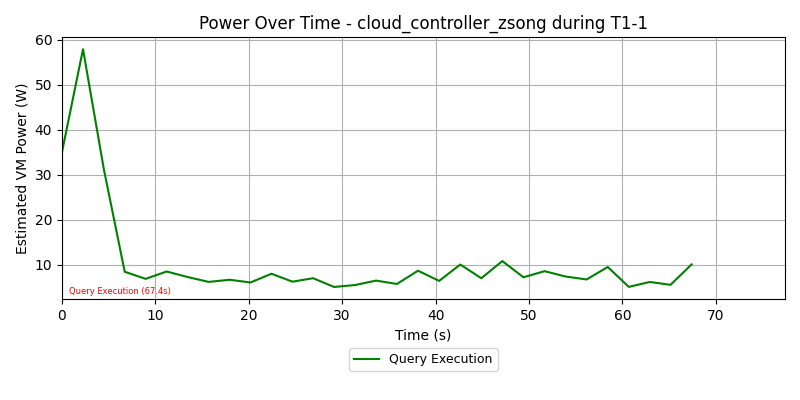 Power Over Time - cloud_controller_zsong during T1-1
Estimated VM Power (W)
60
50
40
30
20
10
Query Execution (67.4s)
0 10 20 30 40 50 60 70
Time (s)
Query Execution